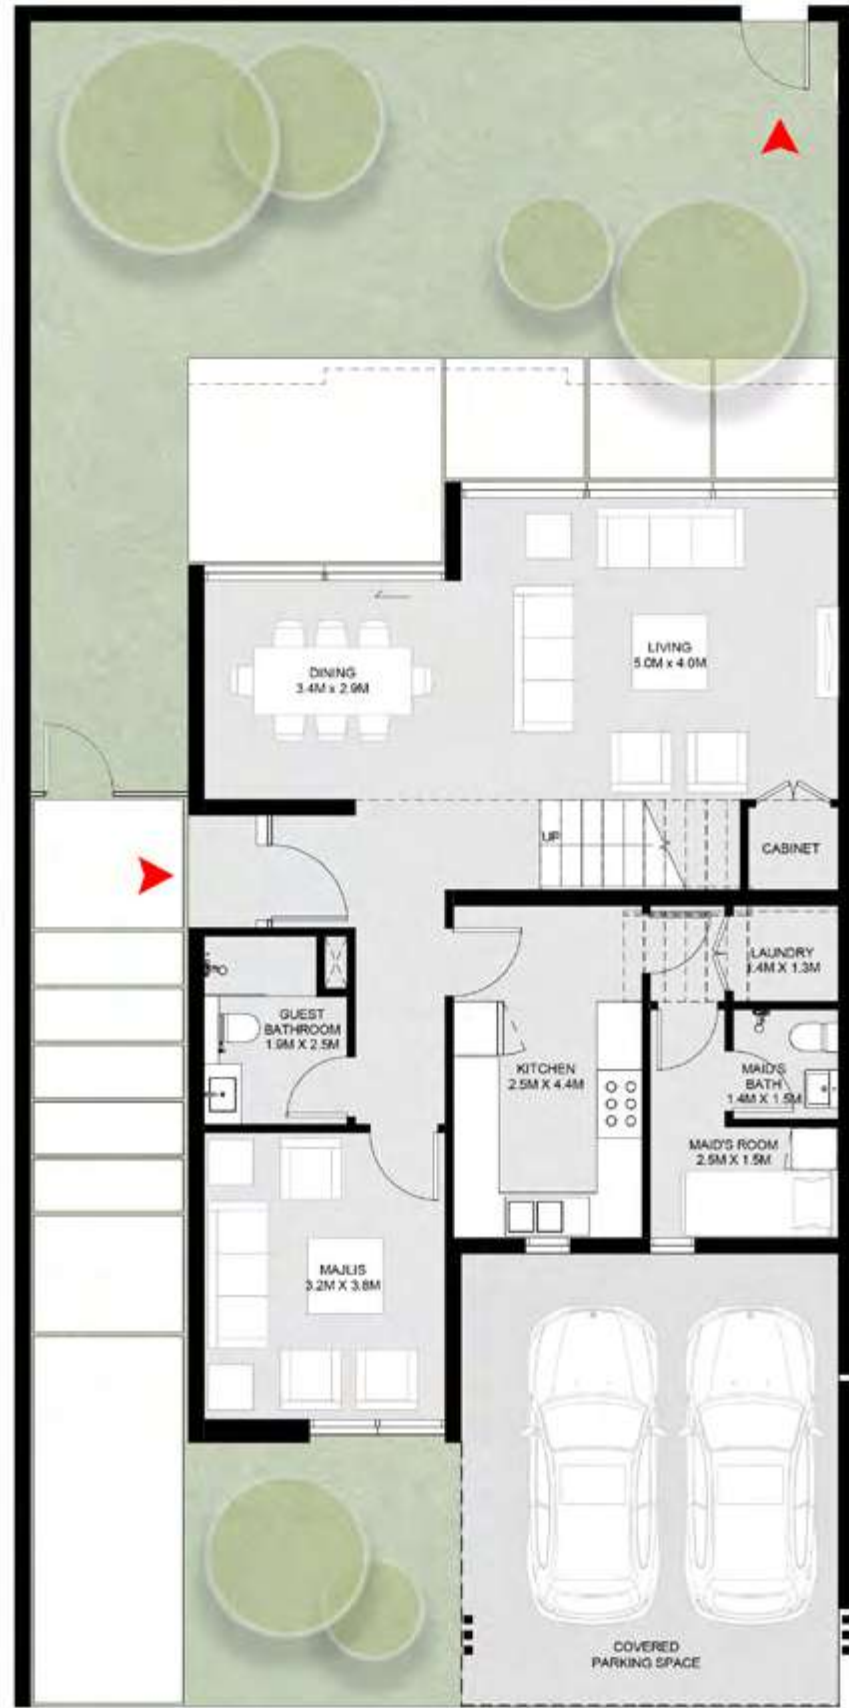 LIVING
5.0M x 4.0M
DINING
3.4M x 2.9M
UP
CABINET
LAUNDRY
1.4M X 1.3M
GUEST
BATHROOM
1.9M X 2.5M
KITCHEN
2.5M X 4.4M
MAID'S
BATH
1.4M X 1.5M
MAID'S ROOM
2.5M X 1.5M
MAJLIS
3.2M X 3.8M
COVERED
PARKING SPACE